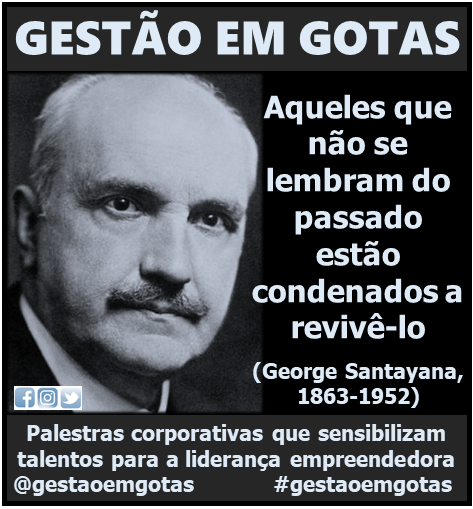 GESTÃO EM GOTAS
Aqueles que
não se
lembram do
passado
estão
condenados a
revivê-lo
(George Santayana,
1863-1952)
Palestras corporativas que sensibilizam
talentos para a liderança empreendedora
@gestaoemgotas #gestaoemgotas